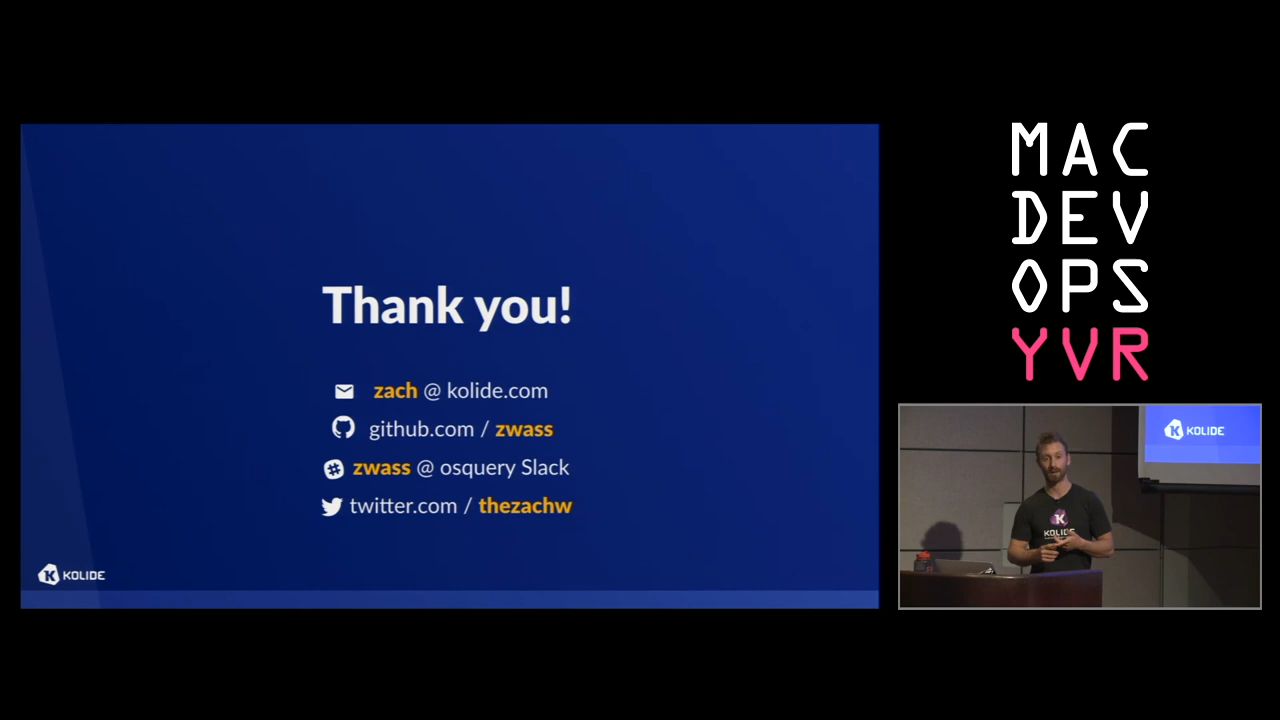 Thank you!
zach @ kolide.com
github.com / zwass
zwass @ osquery Slack
twitter.com / thezachw
KOLIDE
MAC
DEV
OPS
YVR
KOLIDE
KOLIDE